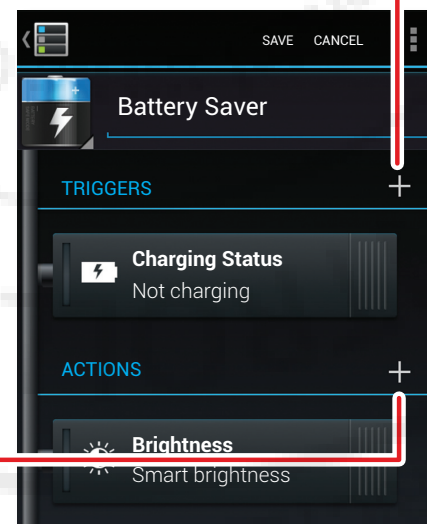 SAVE CANCEL
Battery Saver
TRIGGERS
Charging Status
Not charging
ACTIONS
Brightness
Smart brightness